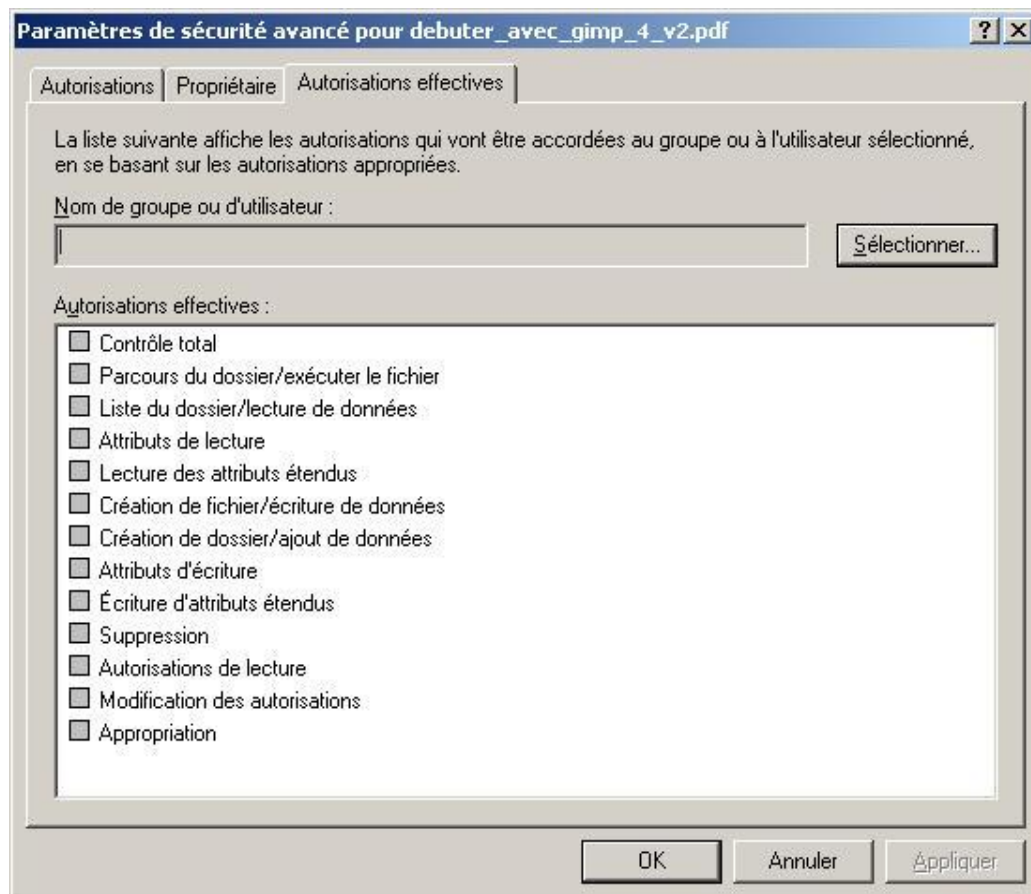 Paramètres de sécurité avancé pour debuter_avec_gimp_4_v2.pdf
Autorisations Propriétaire Autorisations effectives
La liste suivante affiche les autorisations qui vont être accordées au groupe ou à l'utilisateur sélectionné,
en se basant sur les autorisations appropriées.
Nom de groupe ou d'utilisateur :
Sélectionner...
Autorisations effectives :
Contrôle total
Parcours du dossier/exécuter le fichier
Liste du dossier/lecture de données
Attributs de lecture
Lecture des attributs étendus
Création de fichier/écriture de données
Création de dossier/ajout de données
Attributs d'écriture
Écriture d'attributs étendus
Suppression
Autorisations de lecture
Modification des autorisations
Appropriation
OK Annuler Appliquer